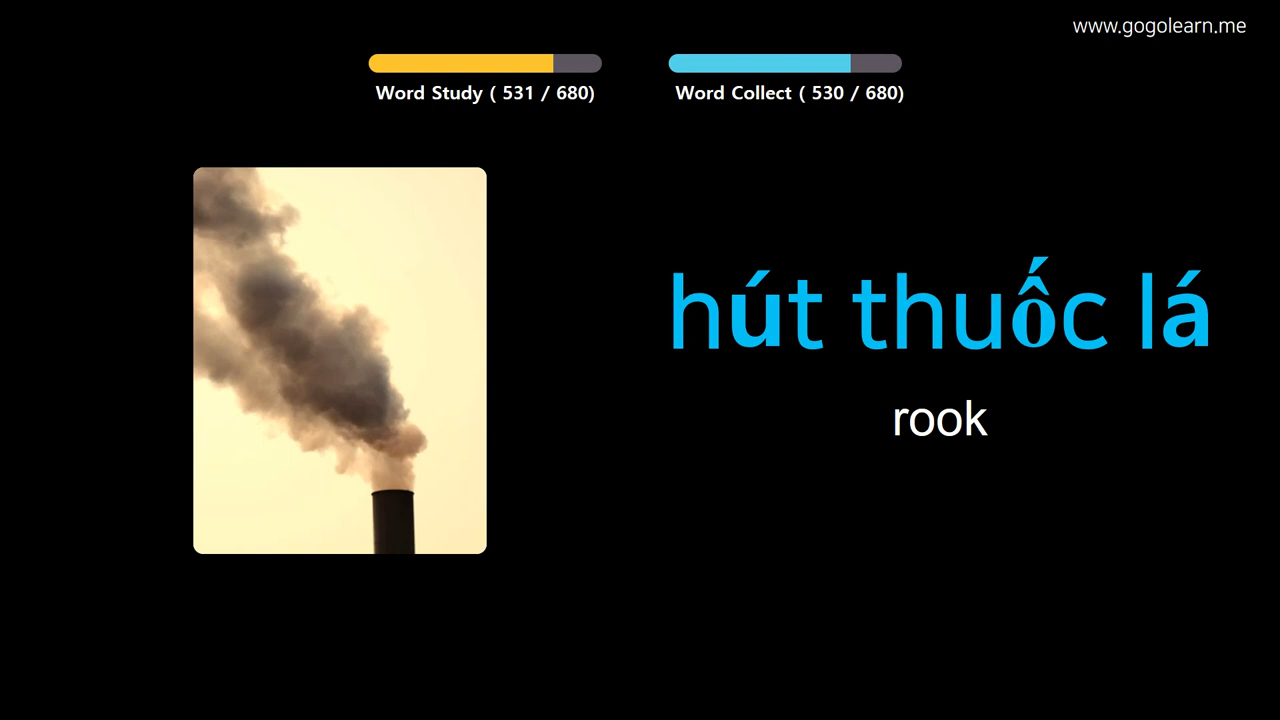 www.gogolearn.me
Word Study ( 531 / 680)
Word Collect ( 530 / 680)
hút thuốc lá
rook